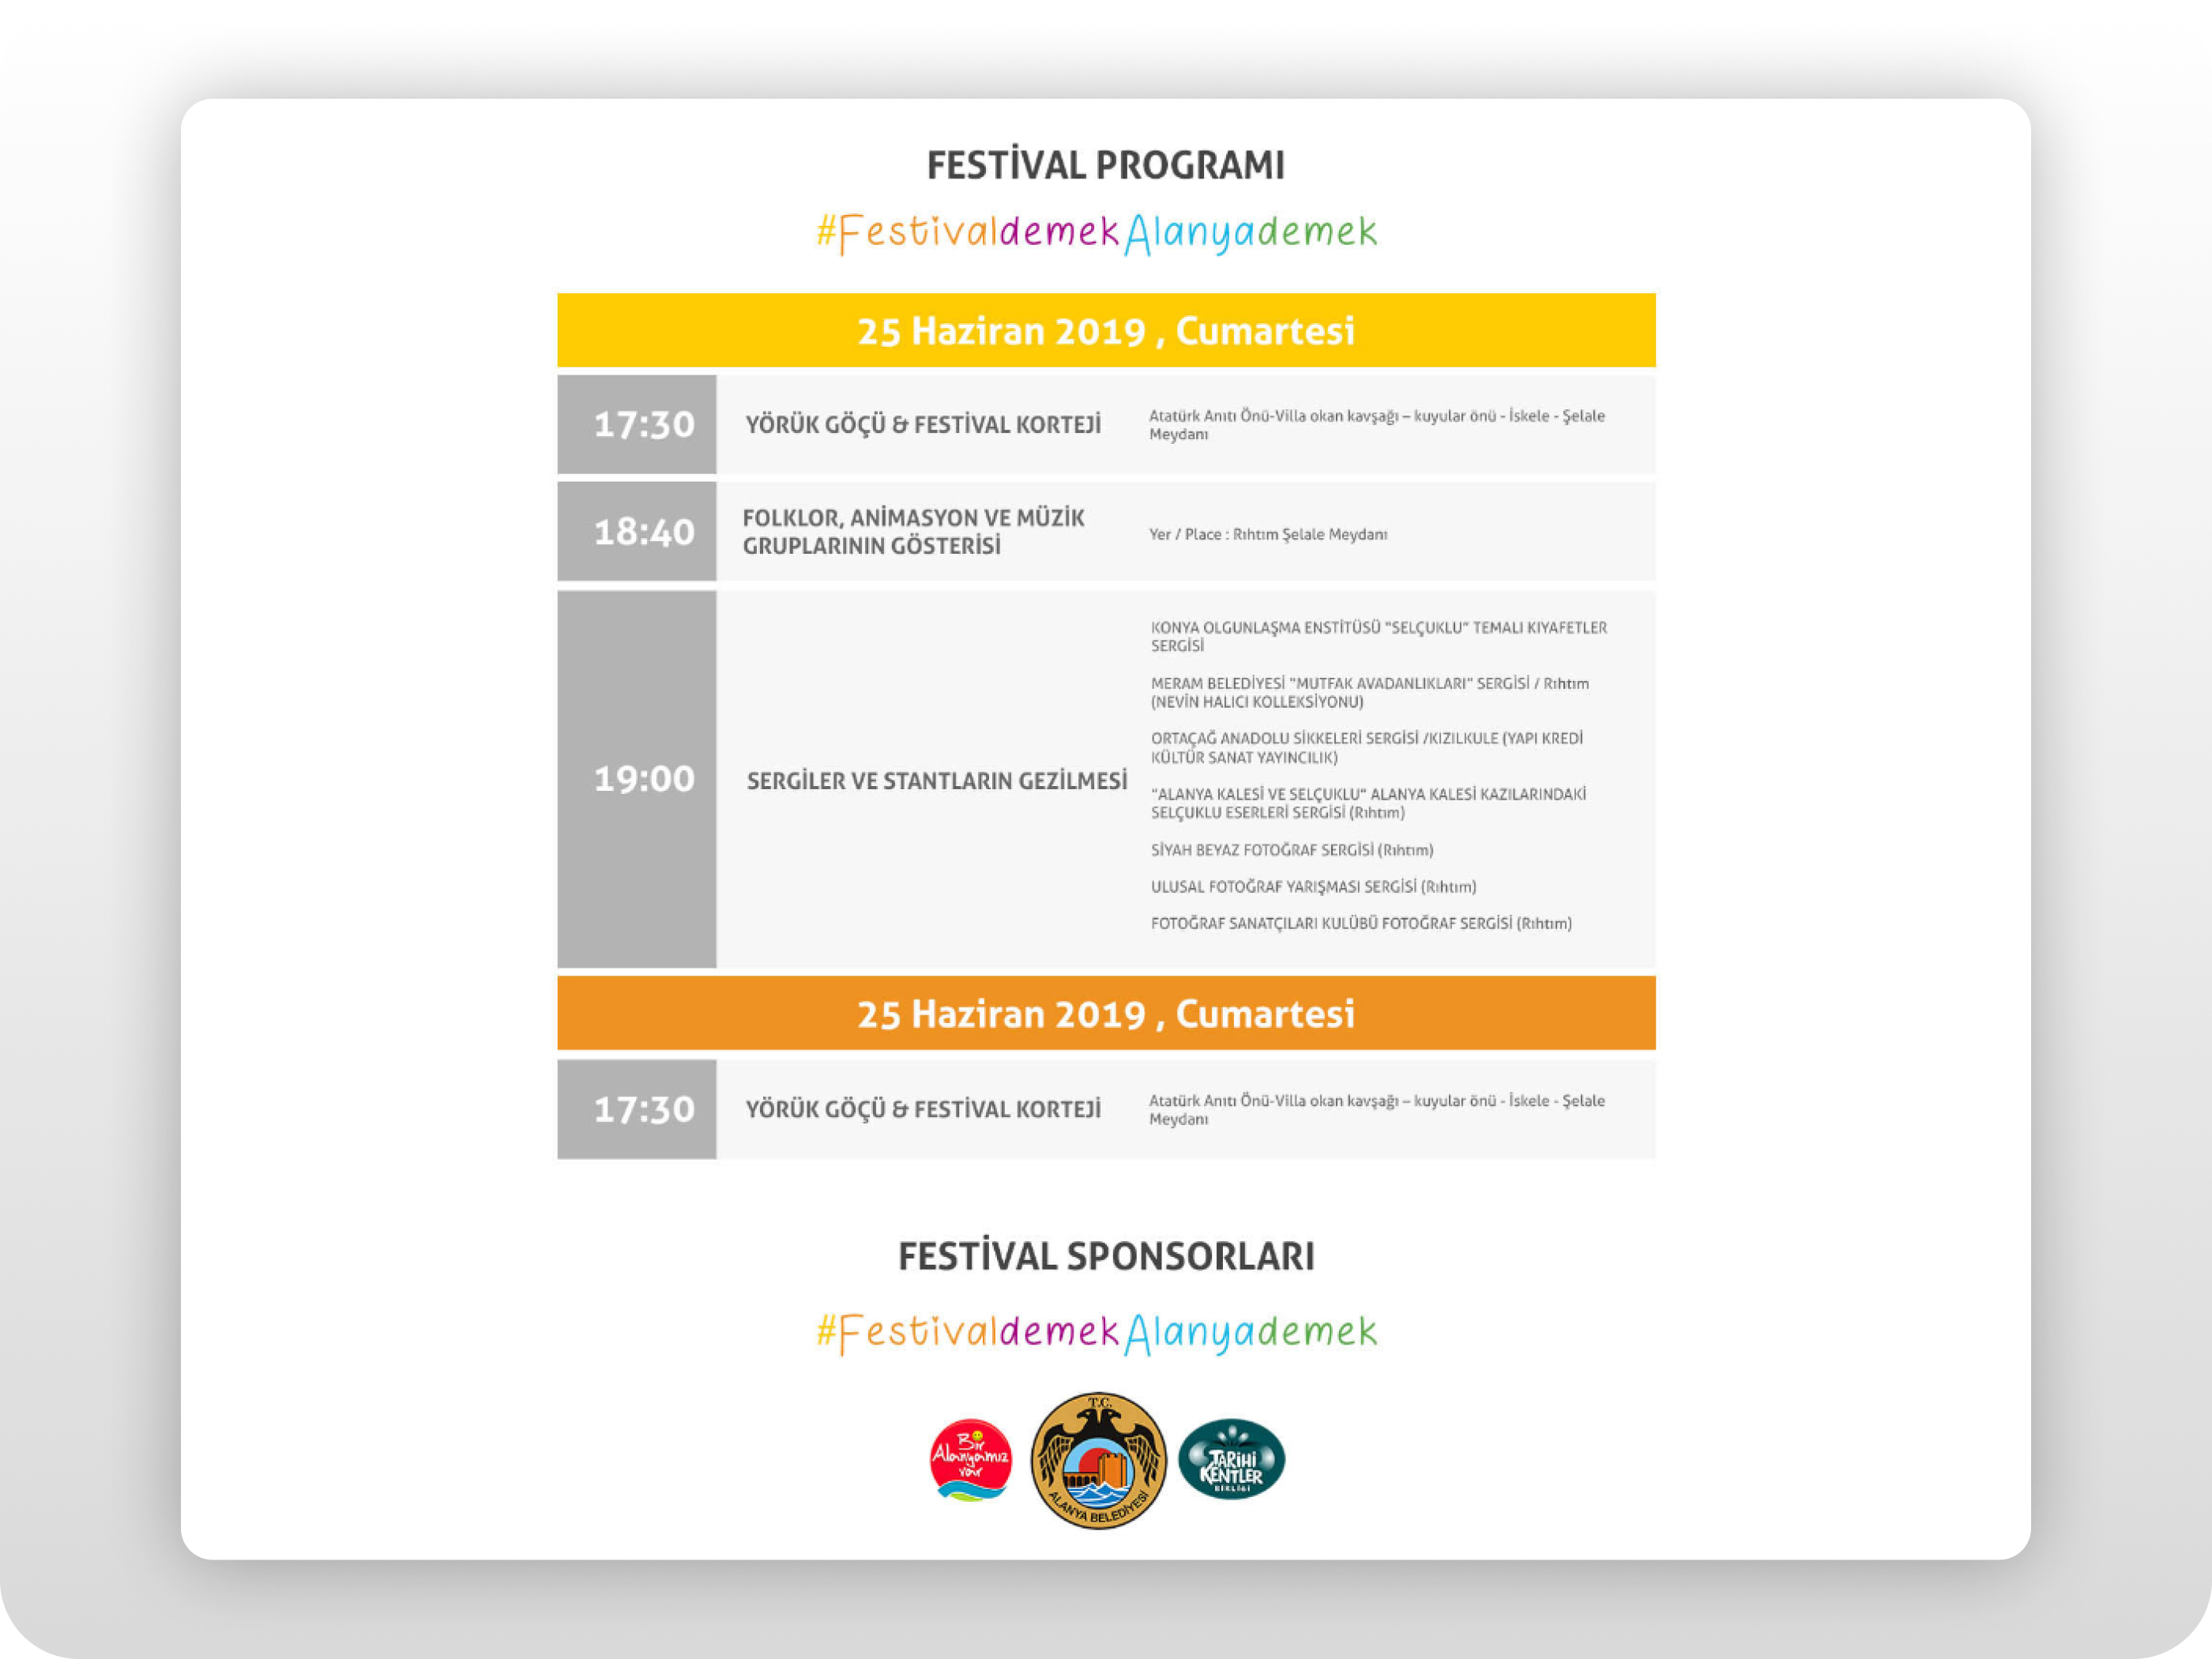 FESTİVAL PROGRAMI
#FestivaldemekAlanyademek
25 Haziran 2019 , Cumartesi
17:30
YÖRÜK GÖÇÜ & FESTİVAL KORTEJİ
Atatürk Anıtı Önü-Villa okan kavşağı – kuyular önü - İskele - Şelale
Meydanı
18:40
FOLKLOR, ANİMASYON VE MÜZİK
GRUPLARININ GÖSTERİSİ
Yer / Place : Rıhtım Şelale Meydanı
19:00
SERGİLER VE STANTLARIN GEZİLMESİ
KONYA OLGUNLAŞMA ENSTİTÜSÜ "SELÇUKLU" TEMALI KIYAFETLER
SERGİSİ
MERAM BELEDİYESİ "MUTFAK AVADANLIKLARI" SERGİSİ / Rıhtım
(NEVİN HALICI KOLLEKSİYONU)
ORTAÇAĞ ANADOLU SİKKELERİ SERGİSİ /KIZILKULE (YAPI KREDİ
KÜLTÜR SANAT YAYINCILIK)
"ALANYA KALESİ VE SELÇUKLU" ALANYA KALESİ KAZILARINDAKİ
SELÇUKLU ESERLERİ SERGİSİ (Rıhtım)
SİYAH BEYAZ FOTOĞRAF SERGİSİ (Rıhtım)
ULUSAL FOTOĞRAF YARIŞMASI SERGİSİ (Rıhtım)
FOTOĞRAF SANATÇILARI KULÜBÜ FOTOĞRAF SERGİSİ (Rıhtım)
25 Haziran 2019 , Cumartesi
17:30
YÖRÜK GÖÇÜ & FESTİVAL KORTEJİ
Atatürk Anıtı Önü-Villa okan kavşağı – kuyular önü - İskele - Şelale
Meydanı
FESTİVAL SPONSORLARI
#FestivaldemekAlanyademek
Bir
Alanyamız
var
T.C.
ALANYA BELEDİYESİ
TARİHİ
KENTLER
BİRLİĞİ